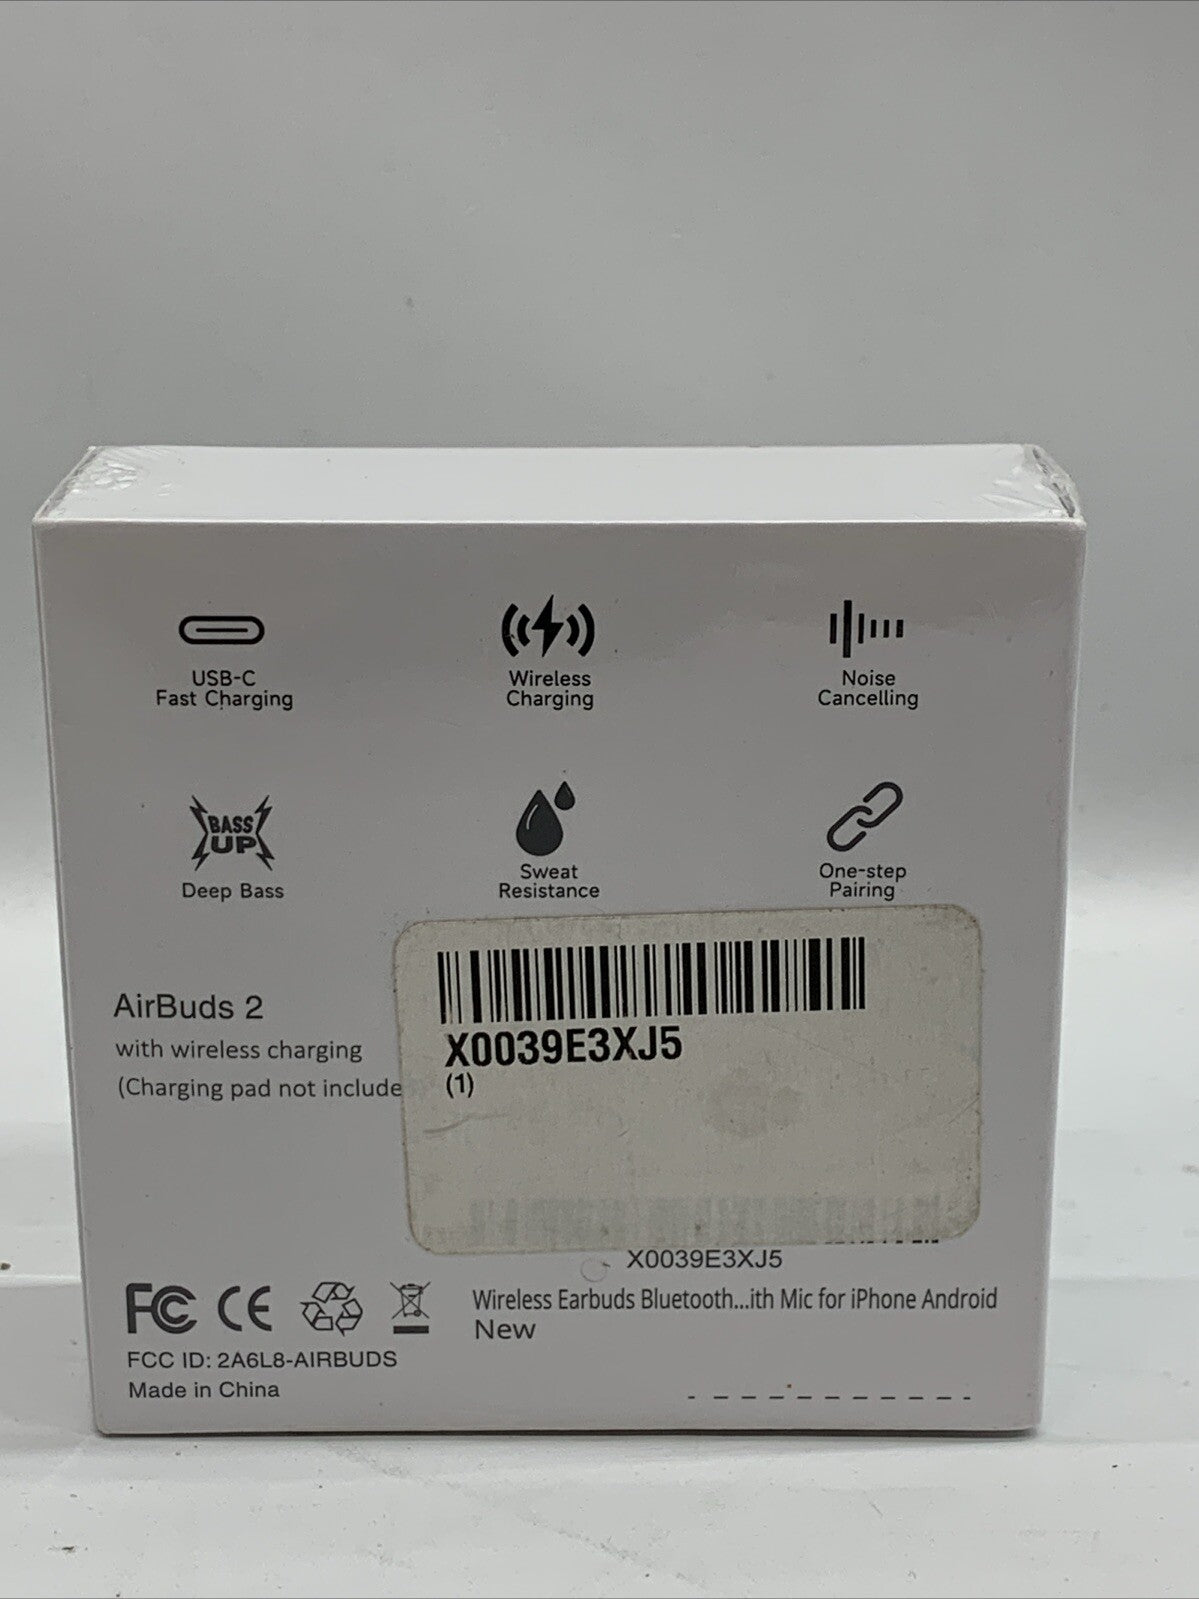 USB-C
Fast Charging
Wireless
Charging
Noise
Cancelling
BASS
UP
Deep Bass
Sweat
Resistance
One-step
Pairing
AirBuds 2
with wireless charging
(Charging pad not include
X0039E3XJ5
(1)
X0039E3XJ5
Wireless Earbuds Bluetooth...ith Mic for iPhone Android
New
FC CE
FCC ID: 2A6L8-AIRBUDS
Made in China